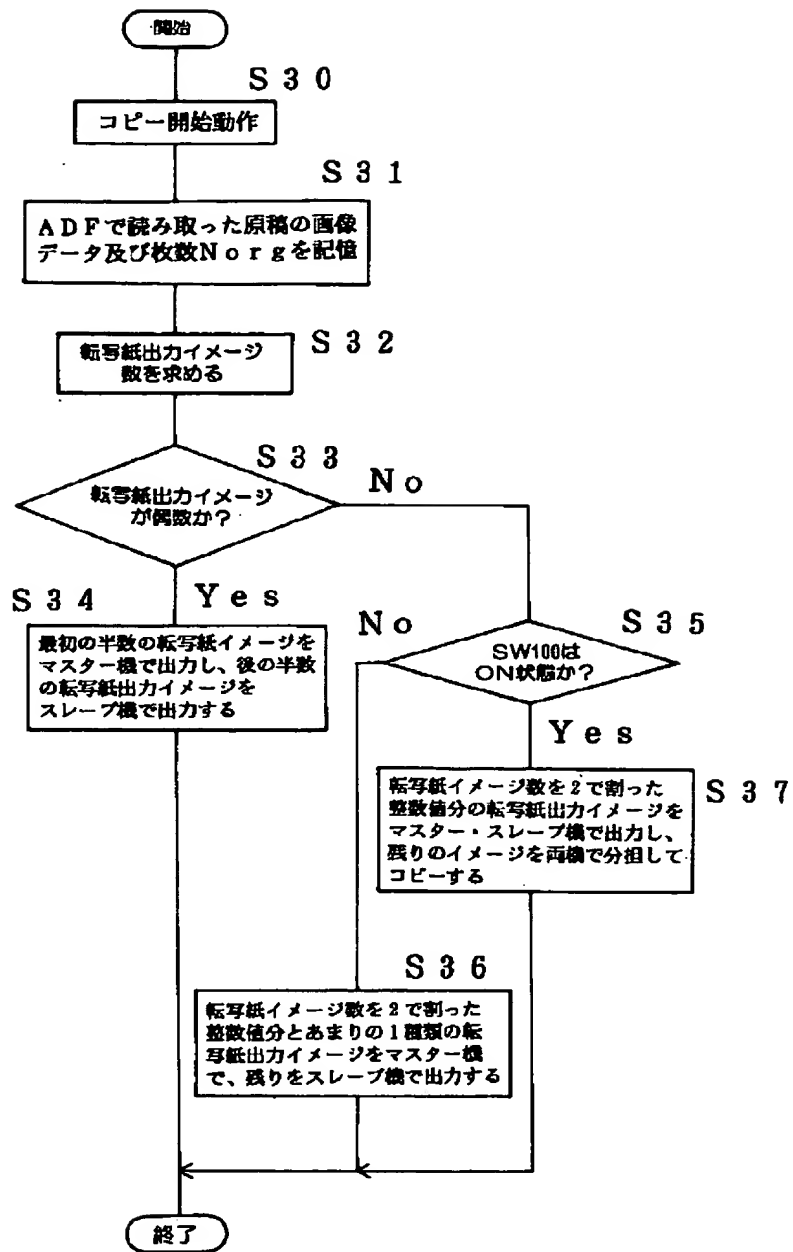 開始
S30
コピー開始動作
S31
ADFで読み取った原稿の画像
データ及び枚数Norgを記憶
S32
転写紙出力イメージ
数を求める
S33
転写紙出力イメージ
が偶数か？
No
Yes
S34
最初の半数の転写紙イメージを
マスター機で出力し、後の半数
の転写紙出力イメージを
スレーブ機で出力する
No
S35
SW100は
ON状態か？
Yes
S37
転写紙イメージ数を2で割った
整数値分の転写紙出力イメージを
マスター・スレーブ機で出力し、
残りのイメージを両機で分担して
コピーする
S36
転写紙イメージ数を2で割った
整数値分とあまりの1種類の転
写紙出力イメージをマスター機
で、残りをスレーブ機で出力する
終了